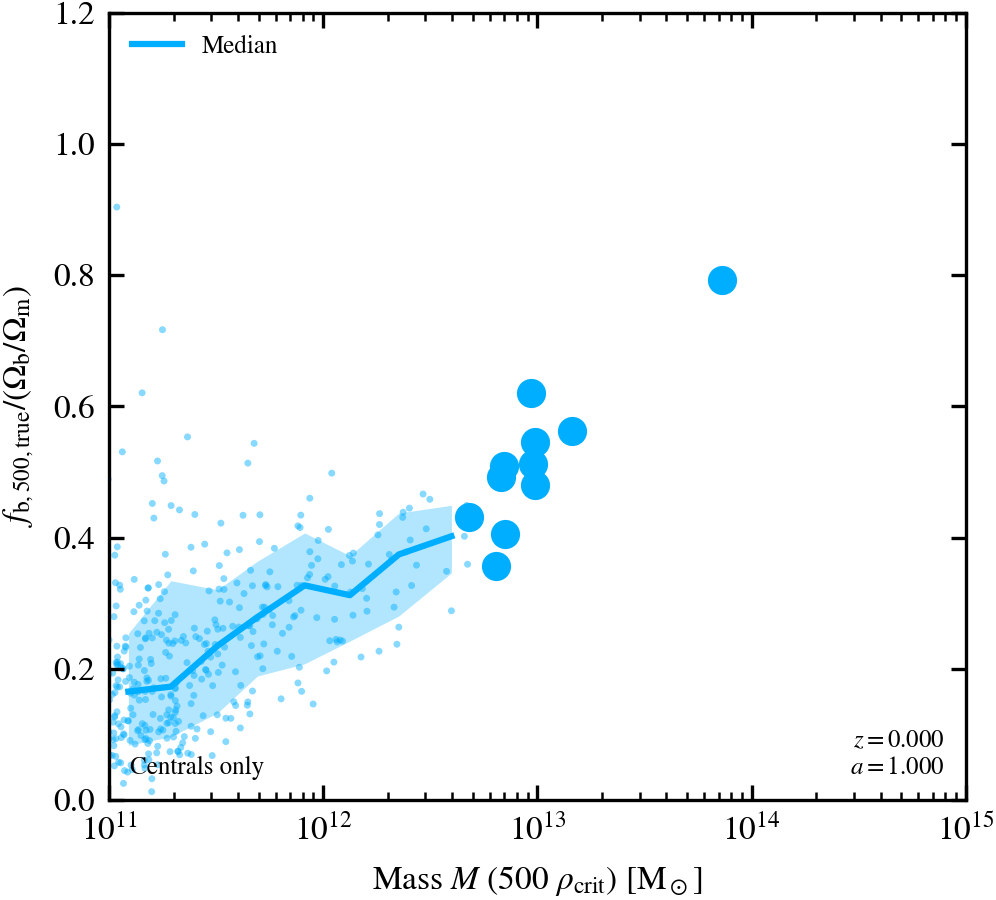 Median
1.2
1.0
0.8
0.6
0.4
0.2
0.0
f_b, 500, true/(Ω_b/Ω_m)
Centrals only
z = 0.000
a = 1.000
10^11 10^12 10^13 10^14 10^15
Mass M (500 ρ_crit) [M_⊙]